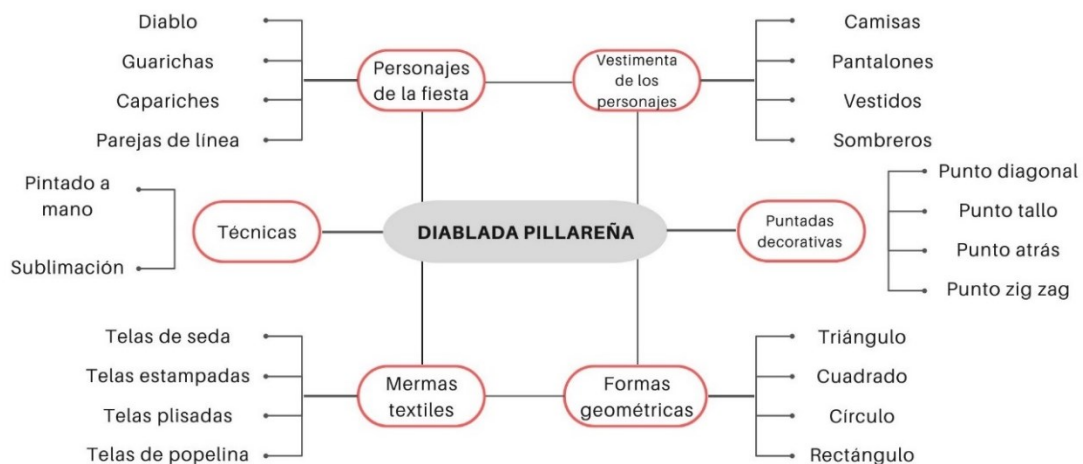 Diablo
Guarichas
Capariches
Parejas de línea
Personajes
de la fiesta
Vestimenta
de los
personajes
Camisas
Pantalones
Vestidos
Sombreros
Pintado a
mano
Sublimación
Técnicas
DIABLADA PILLAREÑA
Puntadas
decorativas
Punto diagonal
Punto tallo
Punto atrás
Punto zig zag
Telas de seda
Telas estampadas
Telas plisadas
Telas de popelina
Mermas
textiles
Formas
geométricas
Triángulo
Cuadrado
Círculo
Rectángulo